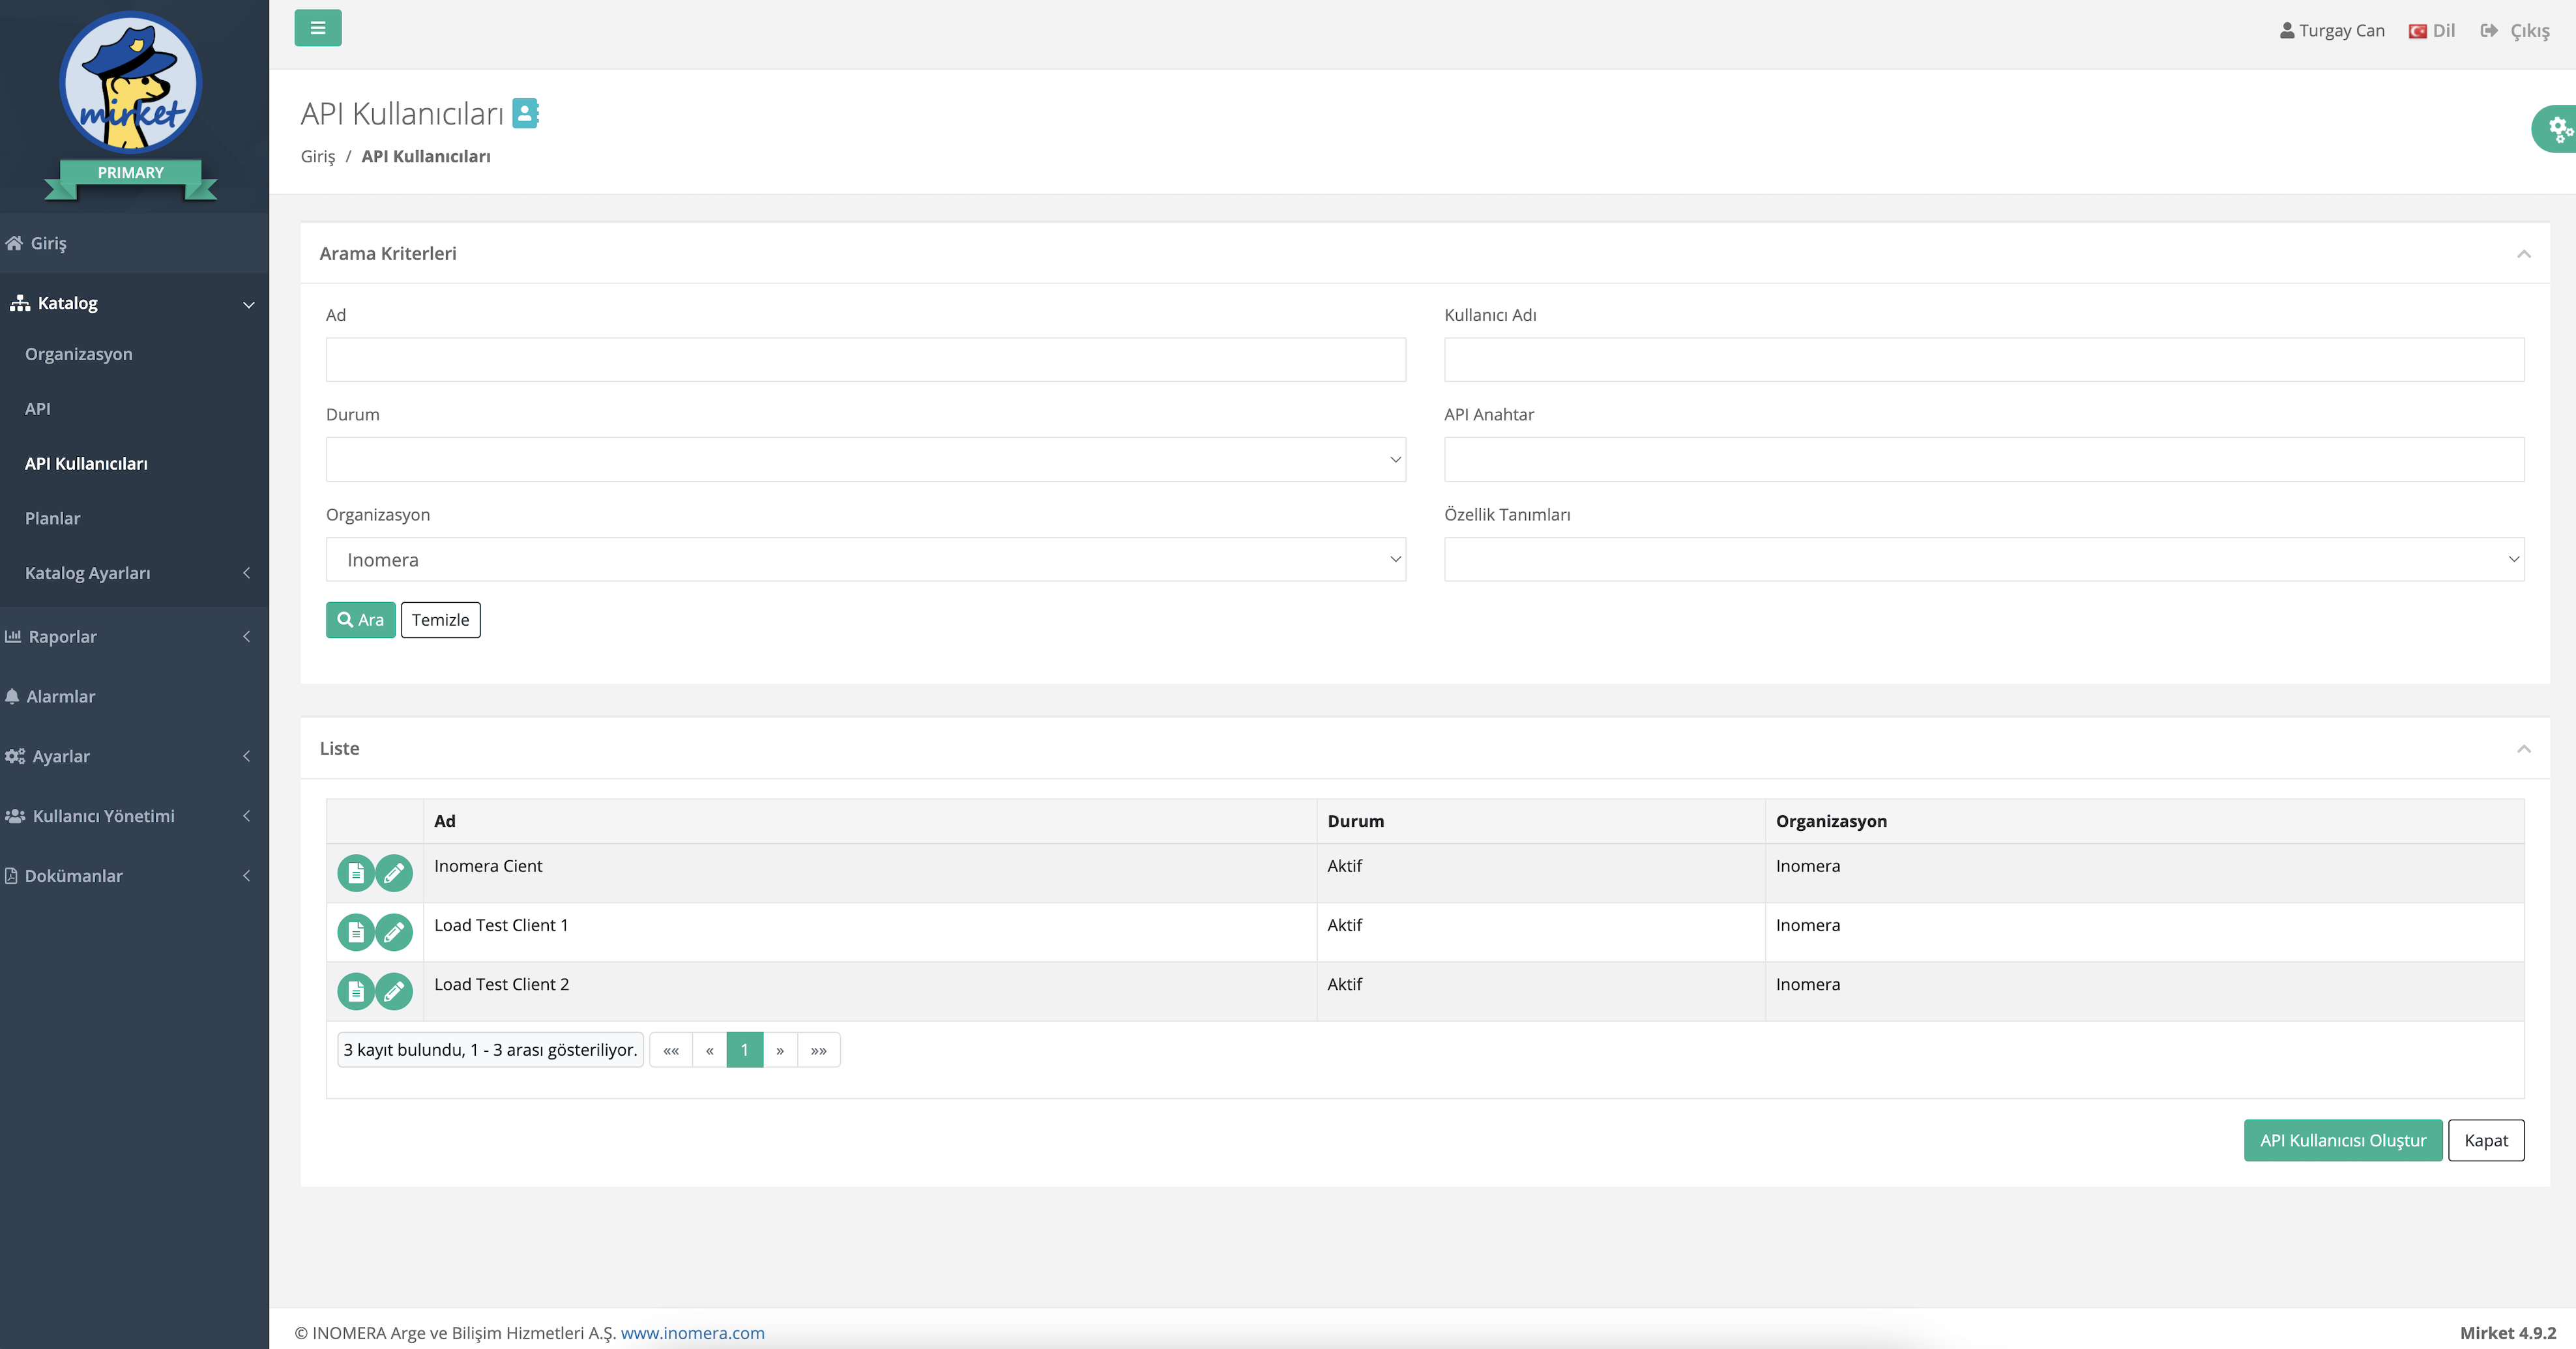 mirket
PRIMARY
Giriş
Katalog
Organizasyon
API
API Kullanıcıları
Planlar
Katalog Ayarları
Raporlar
Alarmlar
Ayarlar
Kullanıcı Yönetimi
Dokümanlar
Turgay Can Dil Çıkış
API Kullanıcıları
Giriş / API Kullanıcıları
Arama Kriterleri
Ad Kullanıcı Adı
Durum API Anahtar
Organizasyon Özellik Tanımları
Inomera
Ara Temizle
Liste
Ad Durum Organizasyon
Inomera Cient Aktif Inomera
Load Test Client 1 Aktif Inomera
Load Test Client 2 Aktif Inomera
3 kayıt bulundu, 1 - 3 arası gösteriliyor. «« « 1 » »»
API Kullanıcısı Oluştur Kapat
© INOMERA Arge ve Bilişim Hizmetleri A.Ş. www.inomera.com Mirket 4.9.2